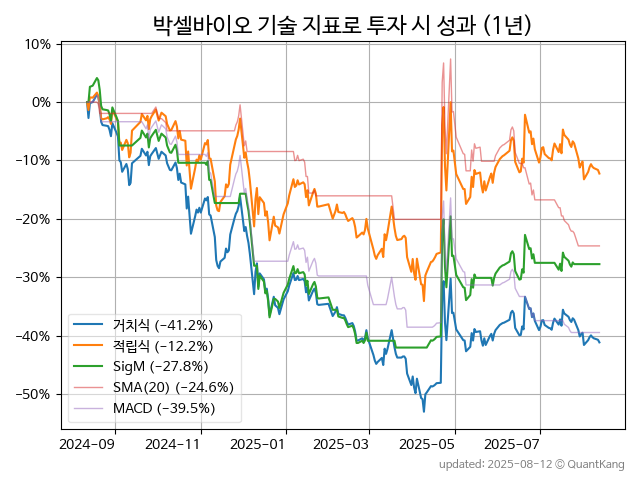 박셀바이오 기술 지표로 투자 시 성과 (1년)
10%
0%
−10%
−20%
−30%
−40%
−50%
거치식 (−41.2%)
적립식 (−12.2%)
SigM (−27.8%)
SMA(20) (−24.6%)
MACD (−39.5%)
2024-09 2024-11 2025-01 2025-03 2025-05 2025-07
updated: 2025-08-12 © QuantKang